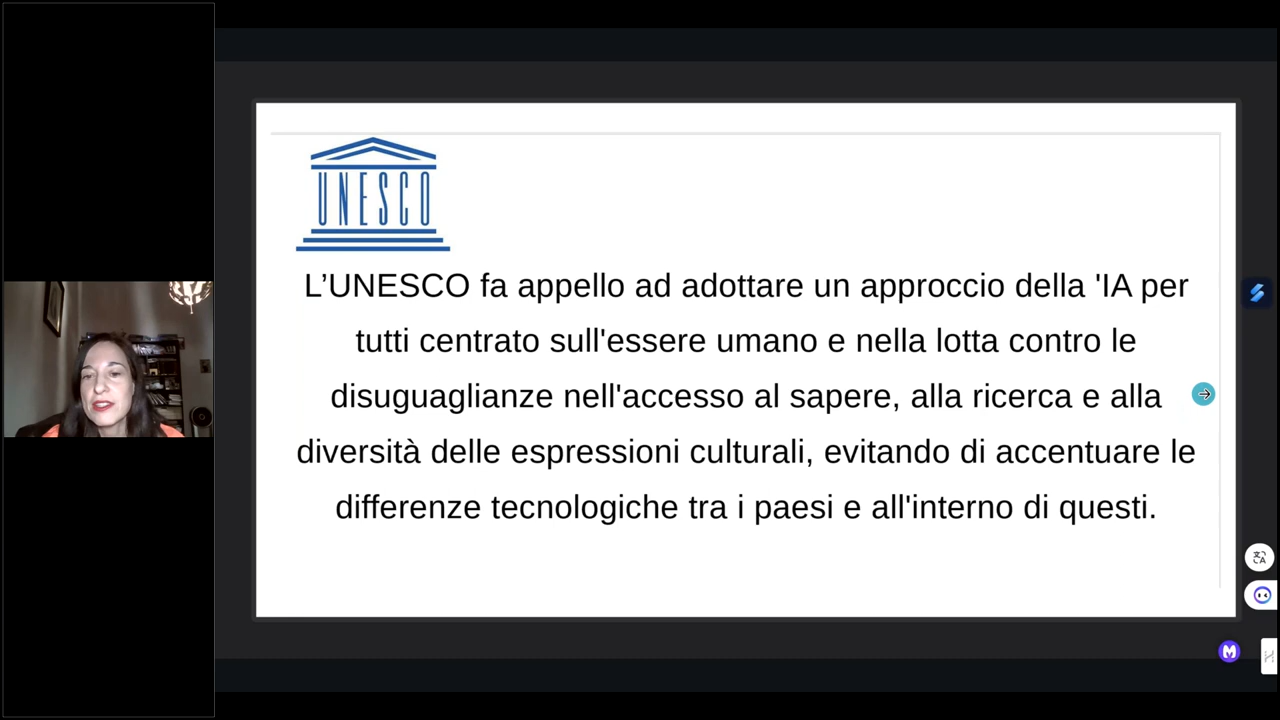 UNESCO
L’UNESCO fa appello ad adottare un approccio della 'IA per
tutti centrato sull'essere umano e nella lotta contro le
disuguaglianze nell'accesso al sapere, alla ricerca e alla
diversità delle espressioni culturali, evitando di accentuare le
differenze tecnologiche tra i paesi e all'interno di questi.